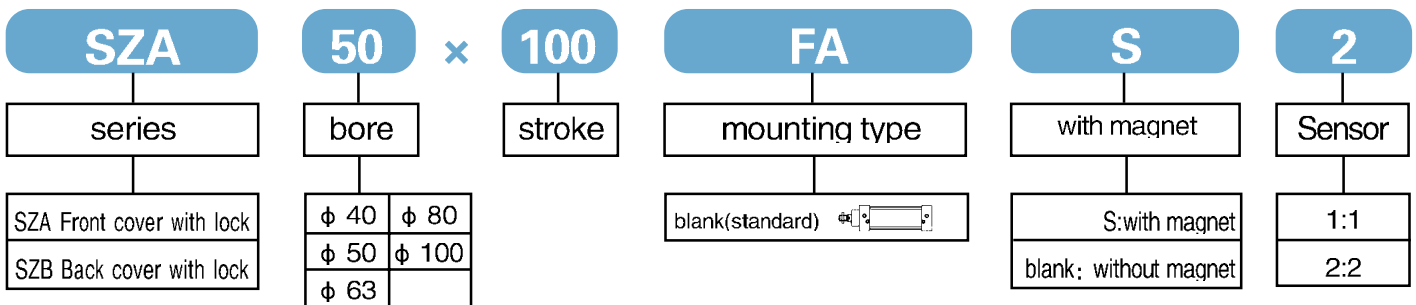 SZA 50 × 100 FA S 2
series bore stroke mounting type with magnet Sensor
SZA Front cover with lock
SZB Back cover with lock
ф 40 ф 80
ф 50 ф 100
ф 63
blank(standard)
S:with magnet
blank: without magnet
1:1
2:2